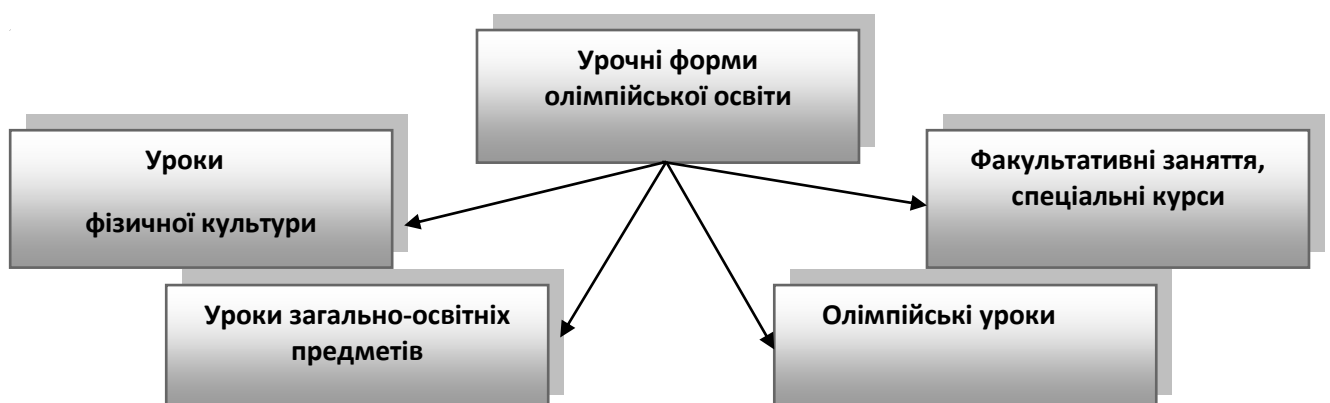 Урочні форми
олімпійської освіти
Уроки
фізичної культури
Факультативні заняття,
спеціальні курси
Уроки загально-освітніх
предметів
Олімпійські уроки